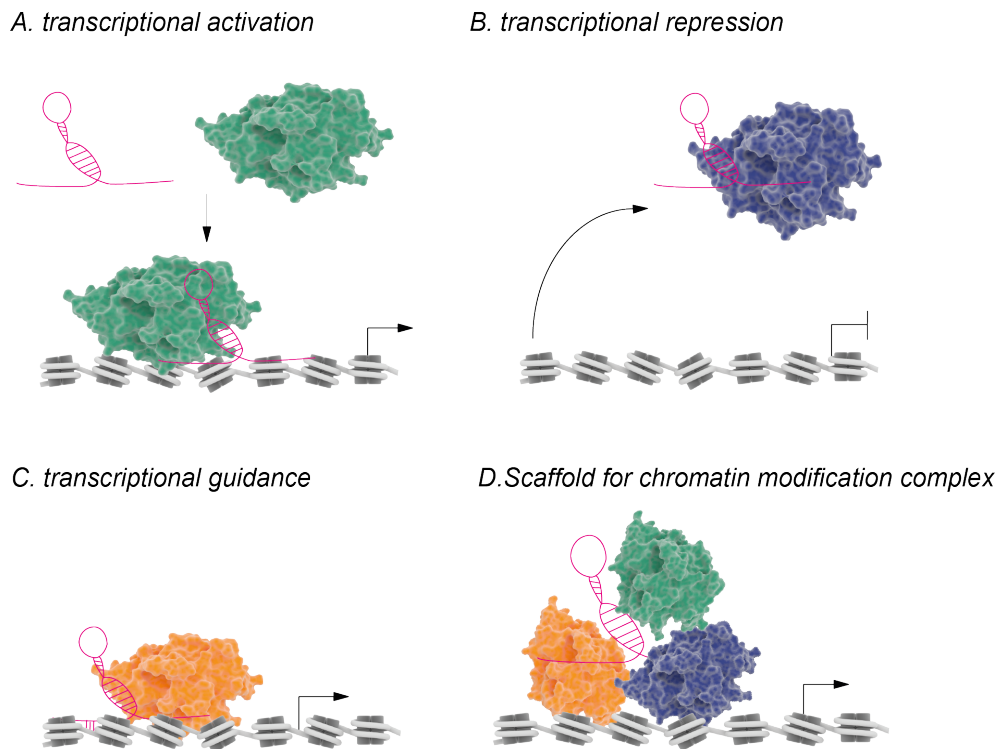 A. transcriptional activation
B. transcriptional repression
C. transcriptional guidance
D.Scaffold for chromatin modification complex